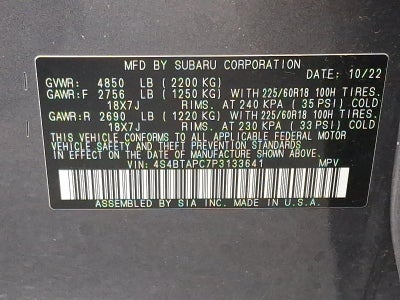 MFD BY SUBARU CORPORATION
DATE: 10/22
GVWR: 4850 LB (2200 KG)
GAWR:F 2756 LB (1250 KG) WITH 225/60R18 100H TIRES.
18X7J RIMS. AT 240 KPA (35 PSI) COLD
GAWR:R 2690 LB (1220 KG) WITH 225/60R18 100H TIRES.
18X7J RIMS. AT 230 KPA (33 PSI) COLD
THIS VEHICLE CONFORMS TO ALL APPLICABLE FEDERAL MOTOR
VEHICLE SAFETY AND THEFT PREVENTION STANDARDS IN EFFECT
ON THE DATE OF MANUFACTURE SHOWN ABOVE.
VIN: 4S4BTAPC7P3133641 MPV
ASSEMBLED BY SIA INC. MADE IN U.S.A.